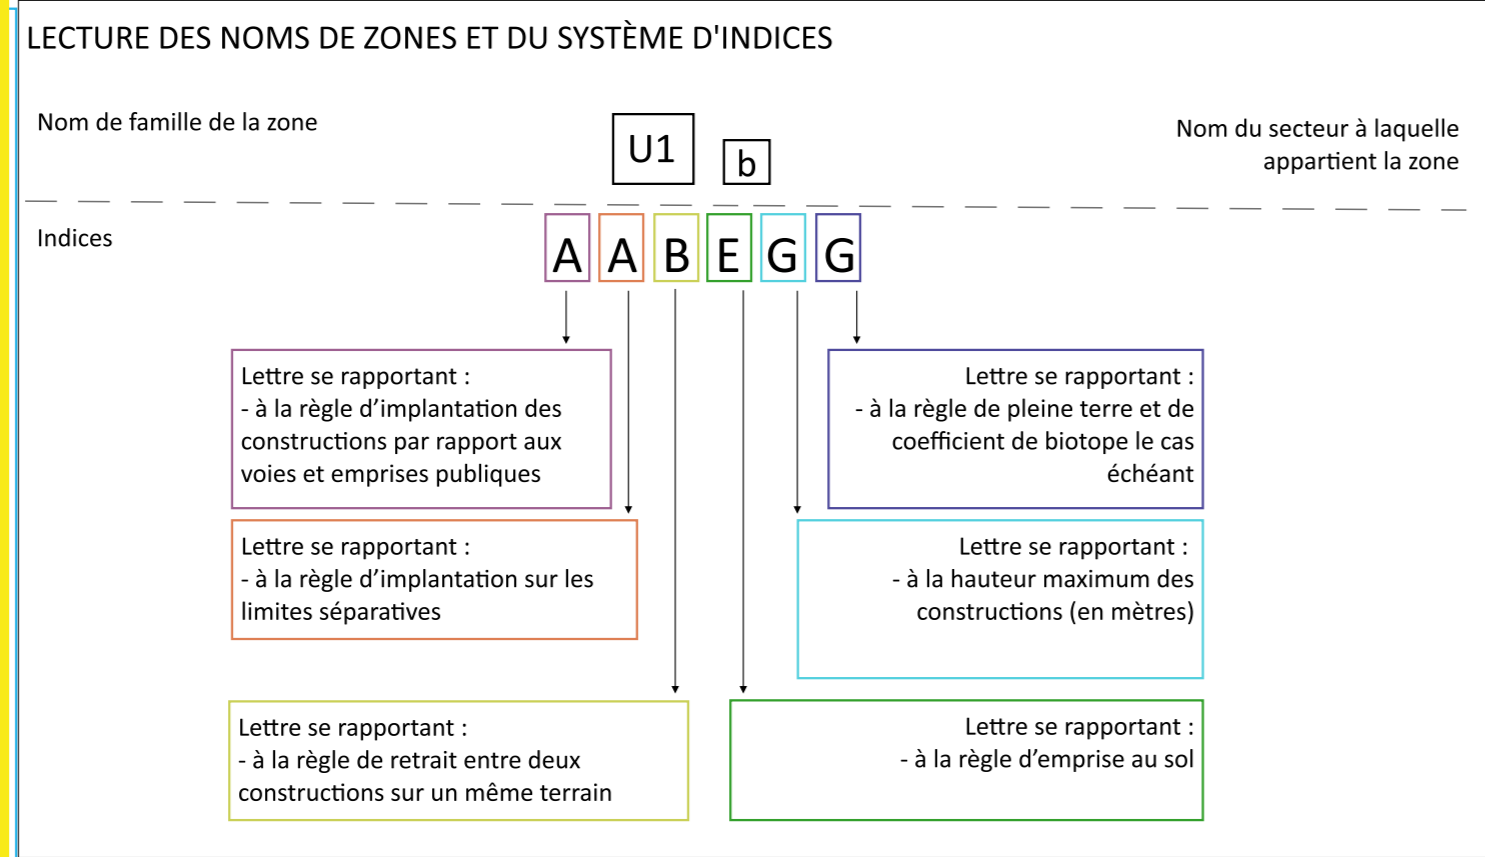 LECTURE DES NOMS DE ZONES ET DU SYSTÈME D'INDICES
Nom de famille de la zone
U1
b
Nom du secteur à laquelle
appartient la zone
Indices
A A B E G G
Lettre se rapportant :
- à la règle d’implantation des
constructions par rapport aux
voies et emprises publiques
Lettre se rapportant :
- à la règle de pleine terre et de
coefficient de biotope le cas
échéant
Lettre se rapportant :
- à la règle d’implantation sur les
limites séparatives
Lettre se rapportant :
- à la hauteur maximum des
constructions (en mètres)
Lettre se rapportant :
- à la règle de retrait entre deux
constructions sur un même terrain
Lettre se rapportant :
- à la règle d’emprise au sol